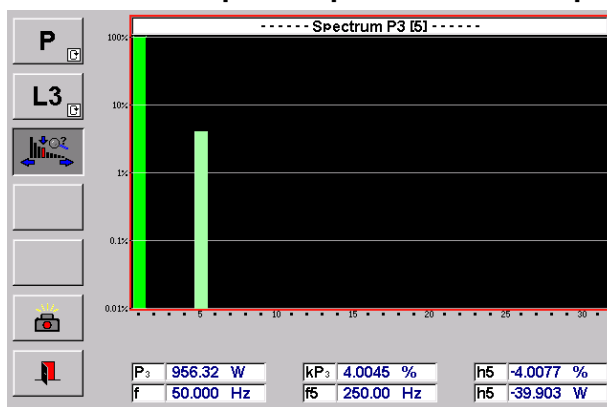 ------ Spectrum P3 [5] ------
P
L3
?
100%
10%
1%
0.1%
0.01%
5 10 15 20 25 30
P3 956.32 W kP3 4.0045 % h5 -4.0077 %
f 50.000 Hz f5 250.00 Hz h5 -39.903 W